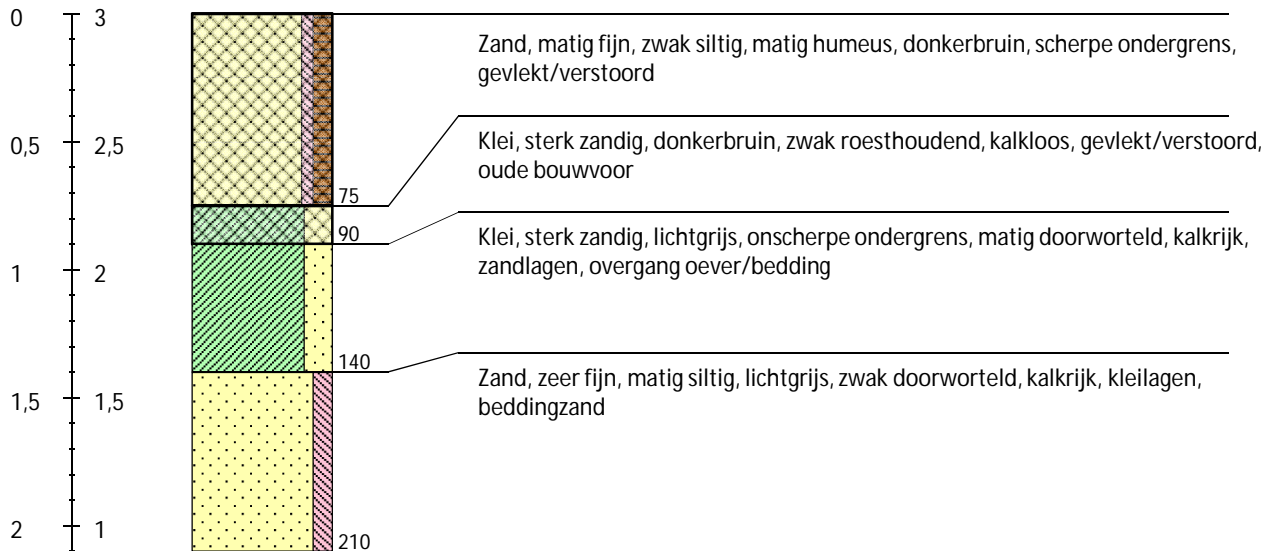 0 3
Zand, matig fijn, zwak siltig, matig humeus, donkerbruin, scherpe ondergrens,
gevlekt/verstoord
0,5 2,5
Klei, sterk zandig, donkerbruin, zwak roesthoudend, kalkloos, gevlekt/verstoord,
oude bouwvoor
75
90
Klei, sterk zandig, lichtgrijs, onscherpe ondergrens, matig doorworteld, kalkrijk,
zandlagen, overgang oever/bedding
1 2
140
Zand, zeer fijn, matig siltig, lichtgrijs, zwak doorworteld, kalkrijk, kleilagen,
beddingzand
1,5 1,5
2 1
210